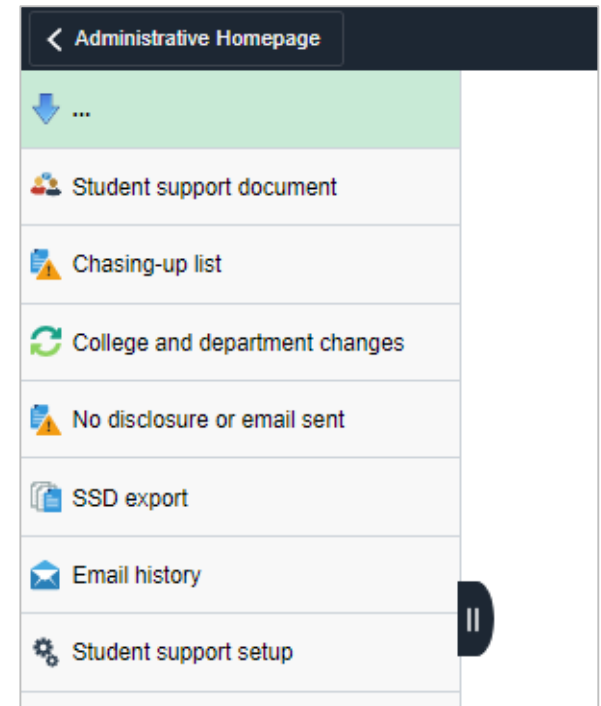 Administrative Homepage
...
Student support document
Chasing-up list
College and department changes
No disclosure or email sent
SSD export
Email history
Student support setup